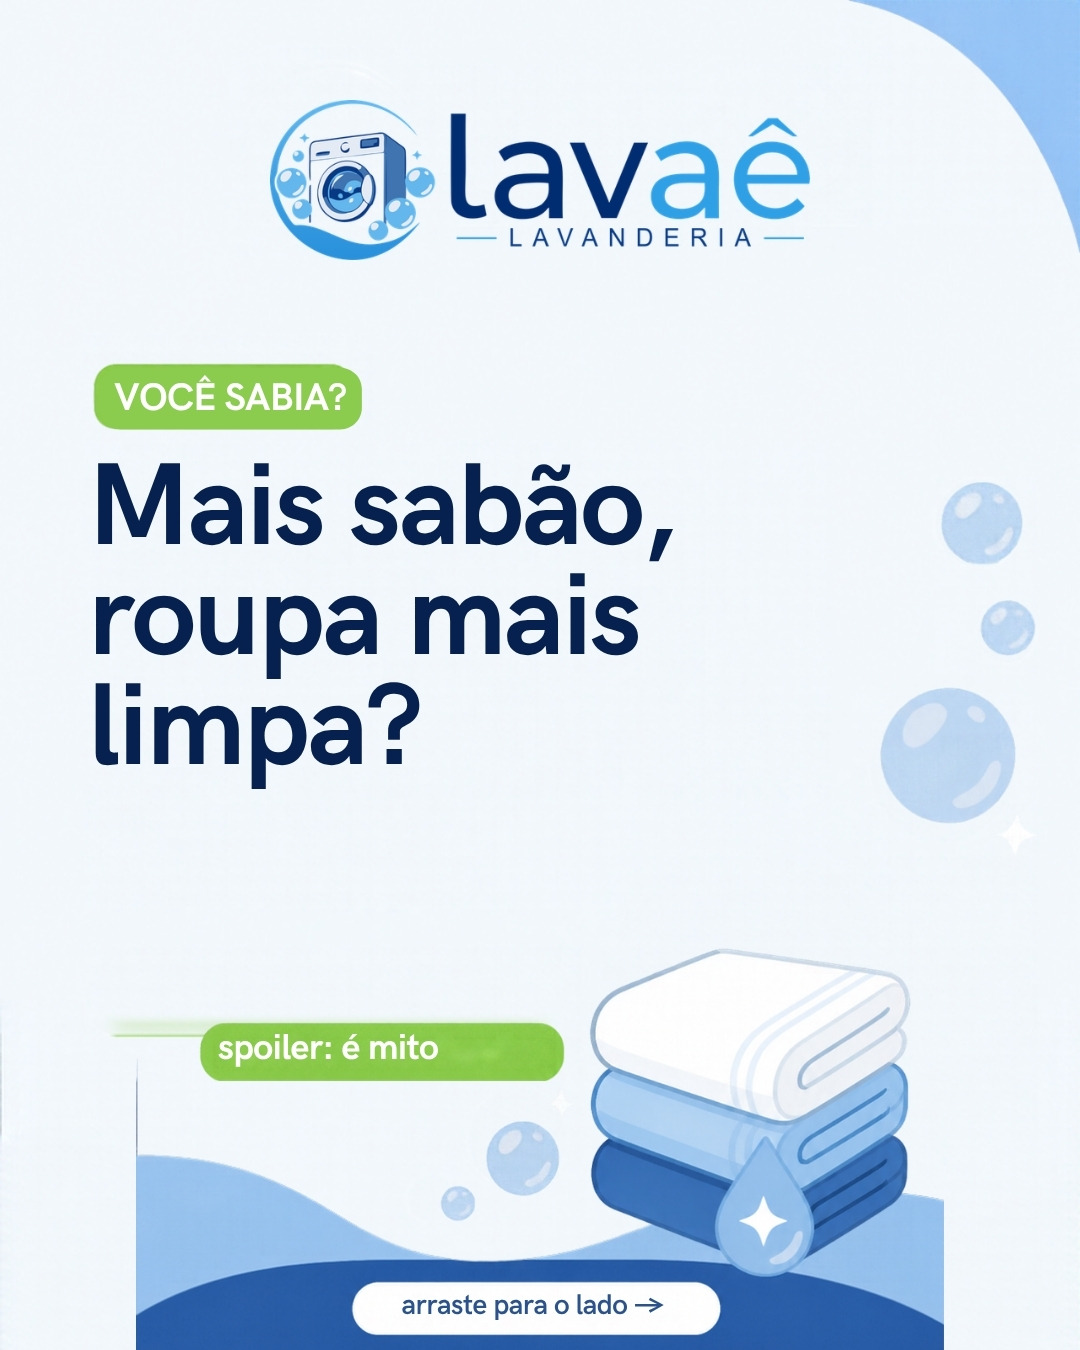 lavaê
LAVANDERIA
VOCÊ SABIA?
Mais sabão,
roupa mais
limpa?
spoiler: é mito
arraste para o lado →